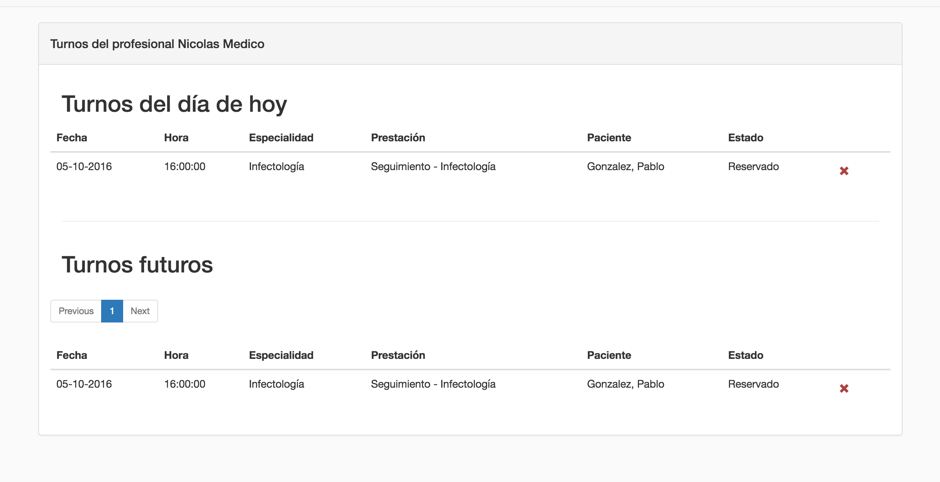 Turnos del profesional Nicolas Medico
Turnos del día de hoy
Fecha Hora Especialidad Prestación Paciente Estado
05-10-2016 16:00:00 Infectología Seguimiento - Infectología Gonzalez, Pablo Reservado
Turnos futuros
Previous 1 Next
Fecha Hora Especialidad Prestación Paciente Estado
05-10-2016 16:00:00 Infectología Seguimiento - Infectología Gonzalez, Pablo Reservado